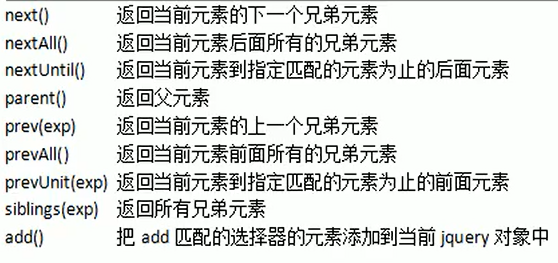 next() 返回当前元素的下一个兄弟元素
nextAll() 返回当前元素后面所有的兄弟元素
nextUntil() 返回当前元素到指定匹配的元素为止的后面元素
parent() 返回父元素
prev(exp) 返回当前元素的上一个兄弟元素
prevAll() 返回当前元素前面所有的兄弟元素
prevUnit(exp) 返回当前元素到指定匹配的元素为止的前面元素
siblings(exp) 返回所有兄弟元素
add() 把 add 匹配的选择器的元素添加到当前 jquery 对象中